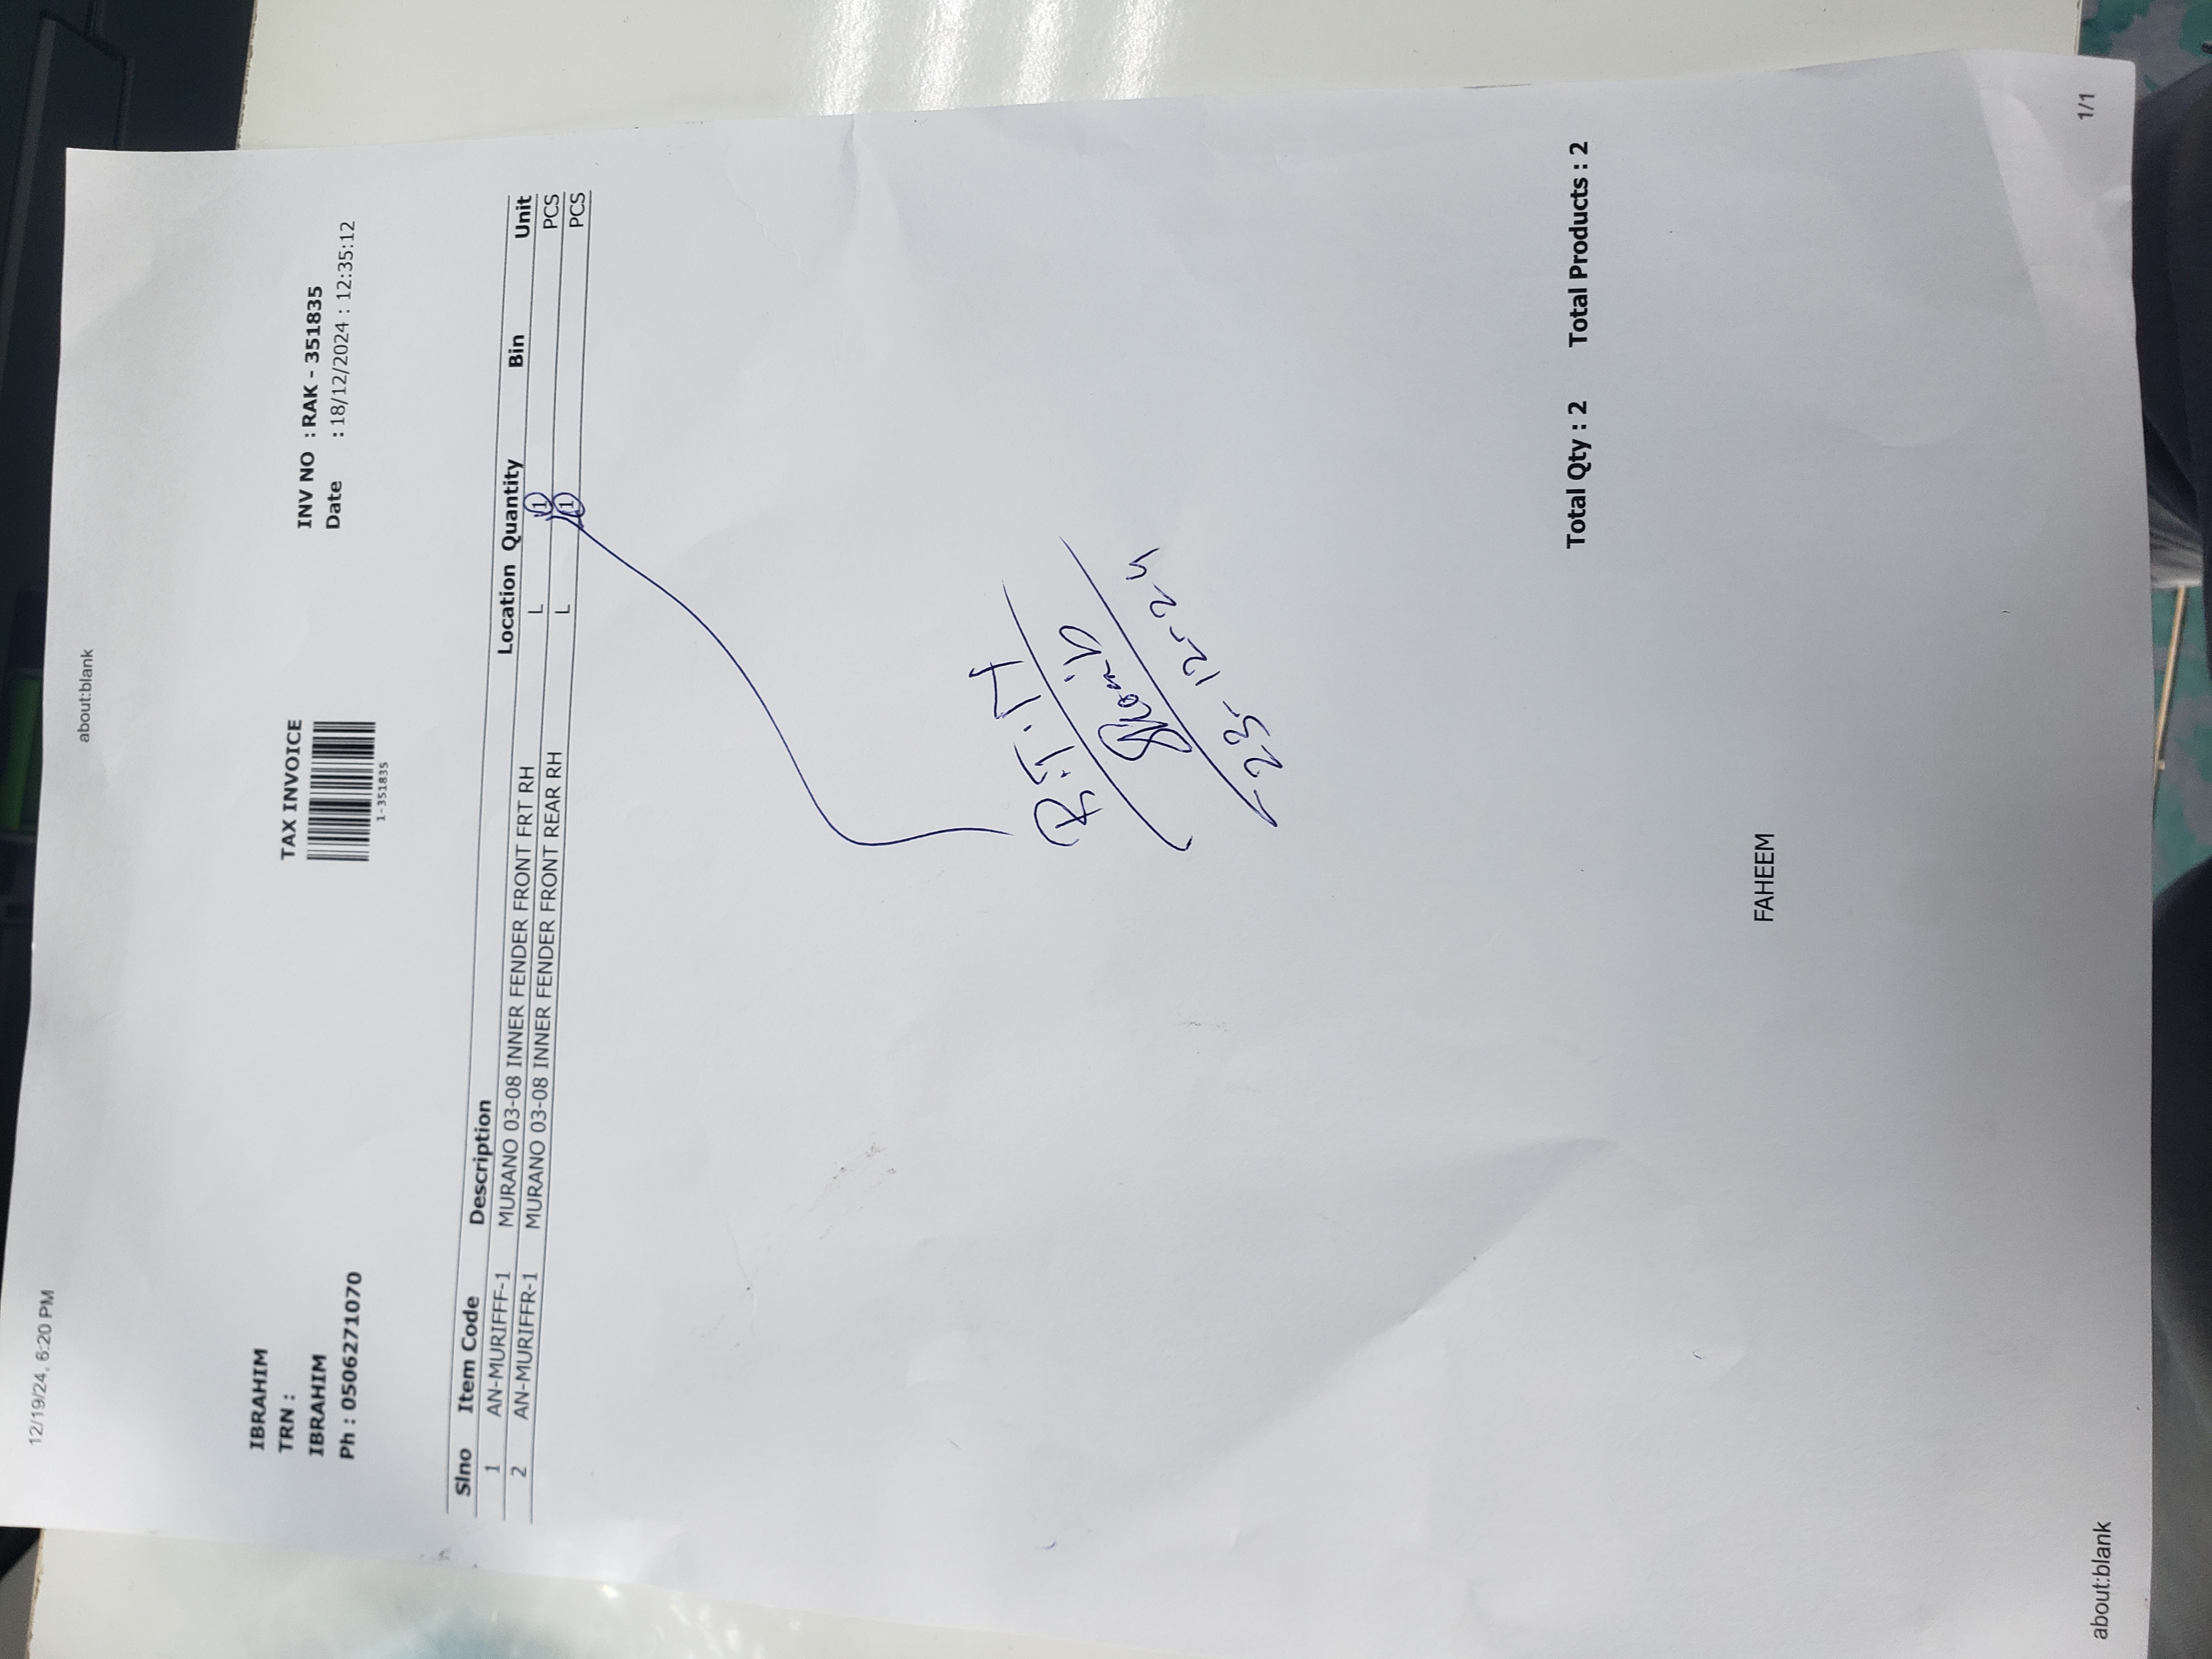 12/19/24, 6:20 PM about:blank
IBRAHIM TAX INVOICE INV NO : RAK - 351835
TRN : Date : 18/12/2024 : 12:35:12
IBRAHIM
Ph : 0506271070 1-351835
Slno Item Code Description Location Quantity Bin Unit
1 AN-MURIFFF-1 MURANO 03-08 INNER FENDER FRONT FRT RH L 1 PCS
2 AN-MURIFFR-1 MURANO 03-08 INNER FENDER FRONT REAR RH L 1 PCS
23-12-24
Total Qty : 2 Total Products : 2
FAHEEM
about:blank 1/1